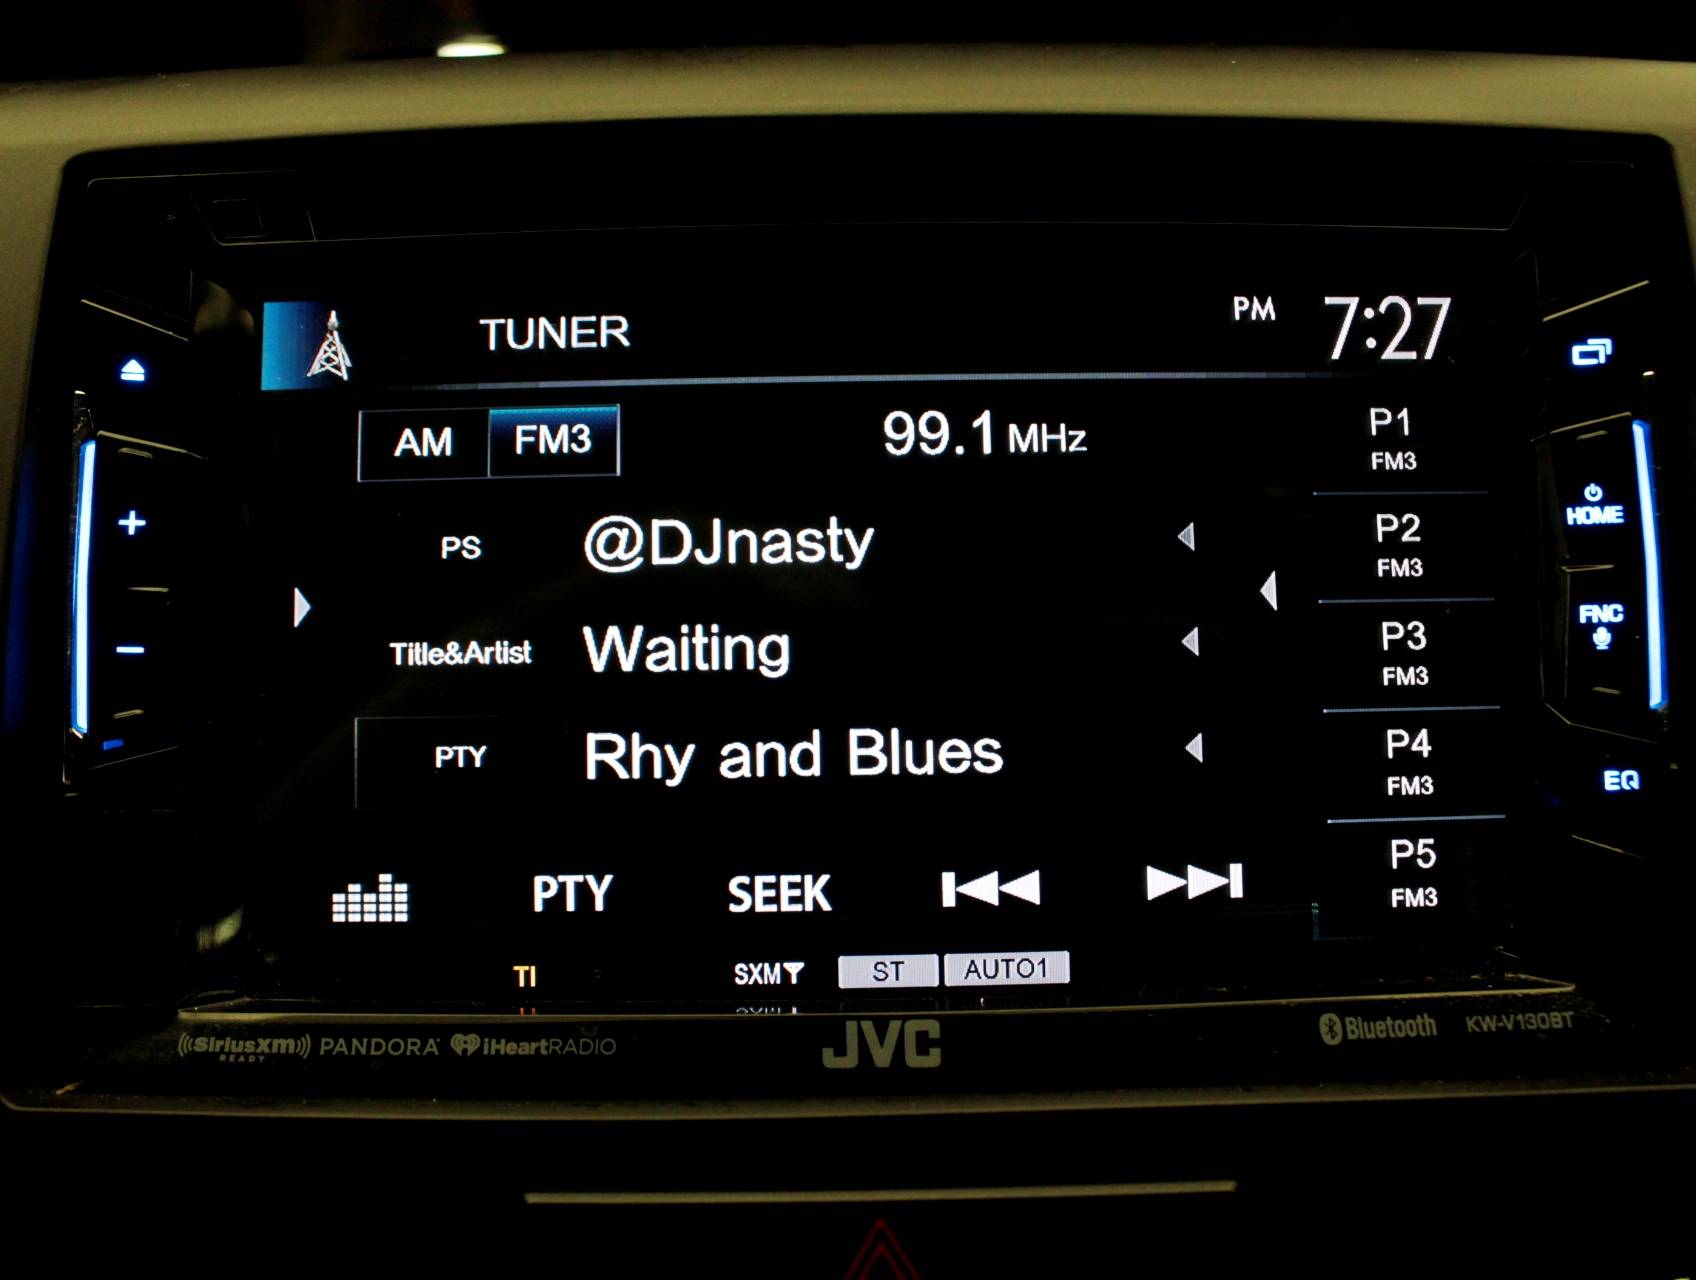 TUNER PM 7:27
AM FM3 99.1 MHz P1
FM3
PS @DJnasty P2
FM3
HOME
Title&Artist Waiting P3
FM3
FNC
PTY Rhy and Blues P4
FM3
EQ
PTY SEEK P5
FM3
TI SXM ST AUTO1
((SiriusXM)) READY PANDORA iHeartRADIO JVC Bluetooth KW-V130BT